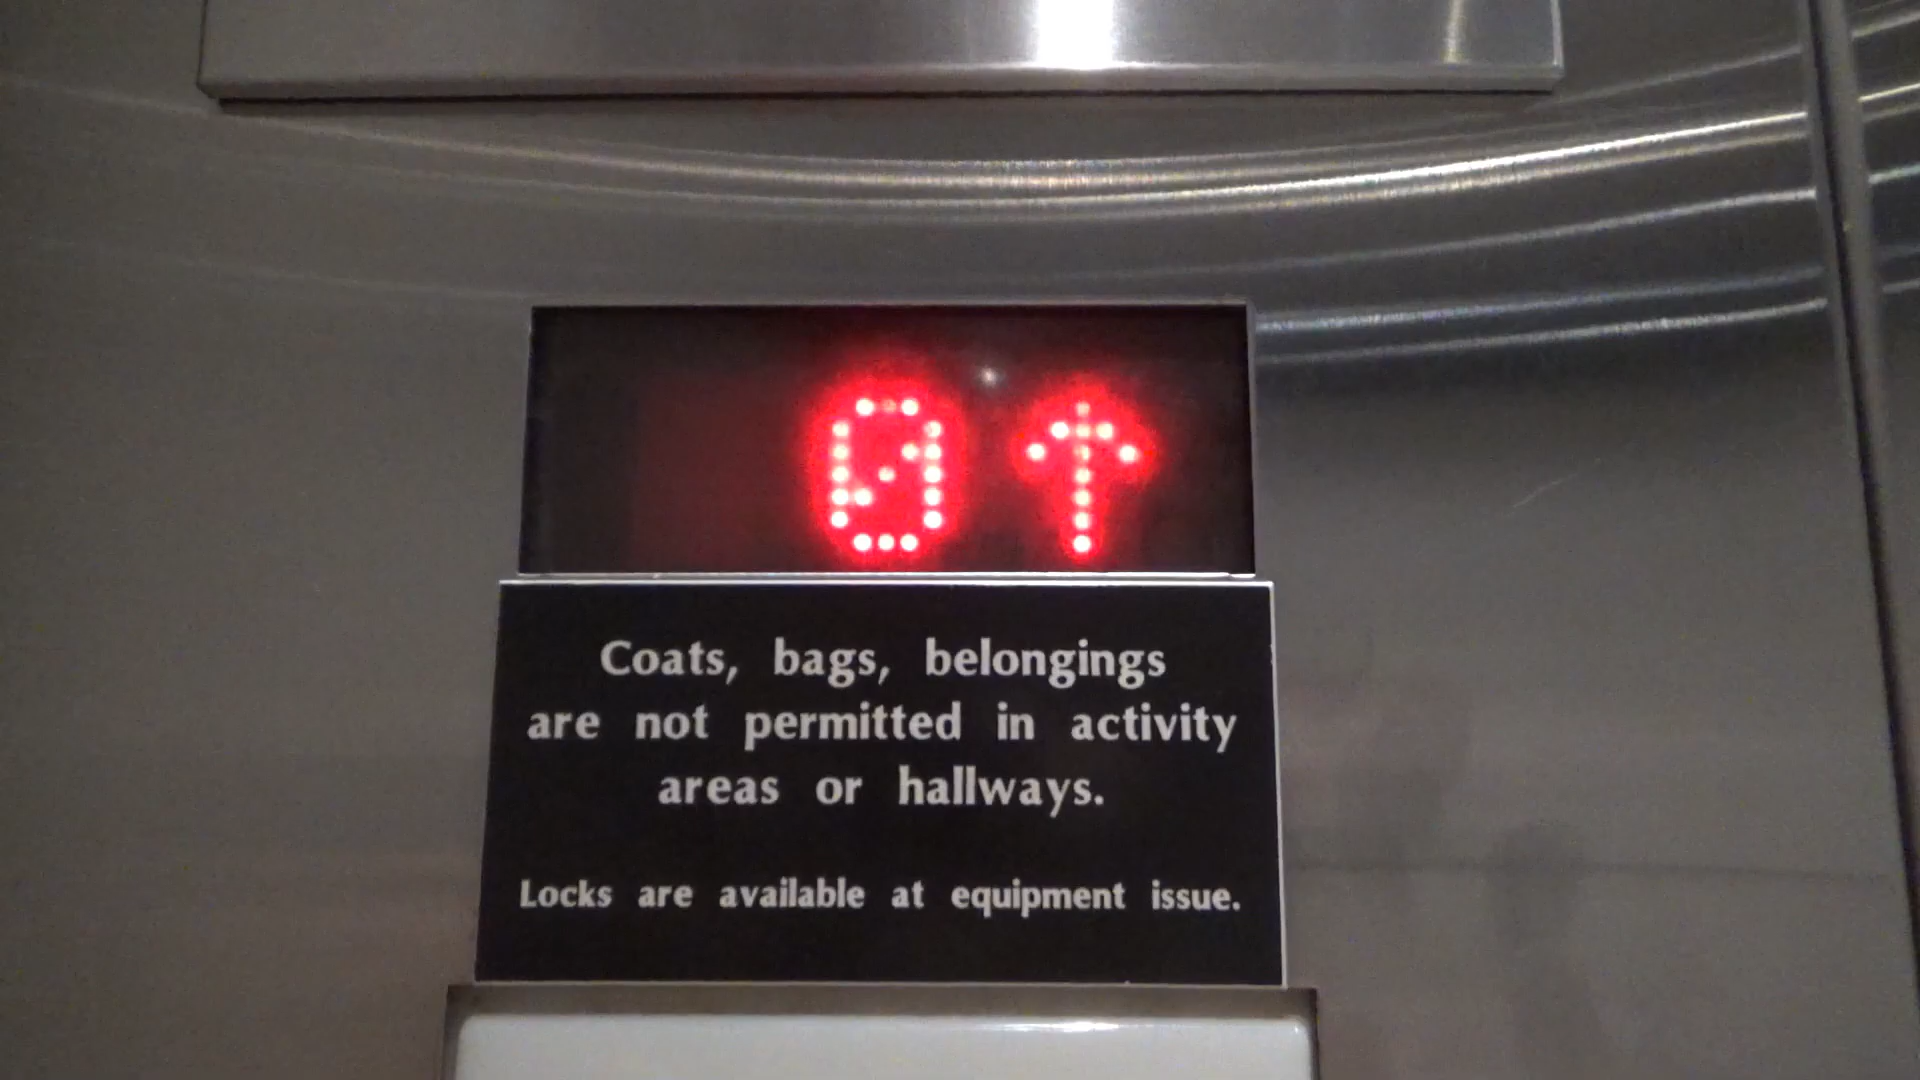 0↑
Coats, bags, belongings
are not permitted in activity
areas or hallways.
Locks are available at equipment issue.